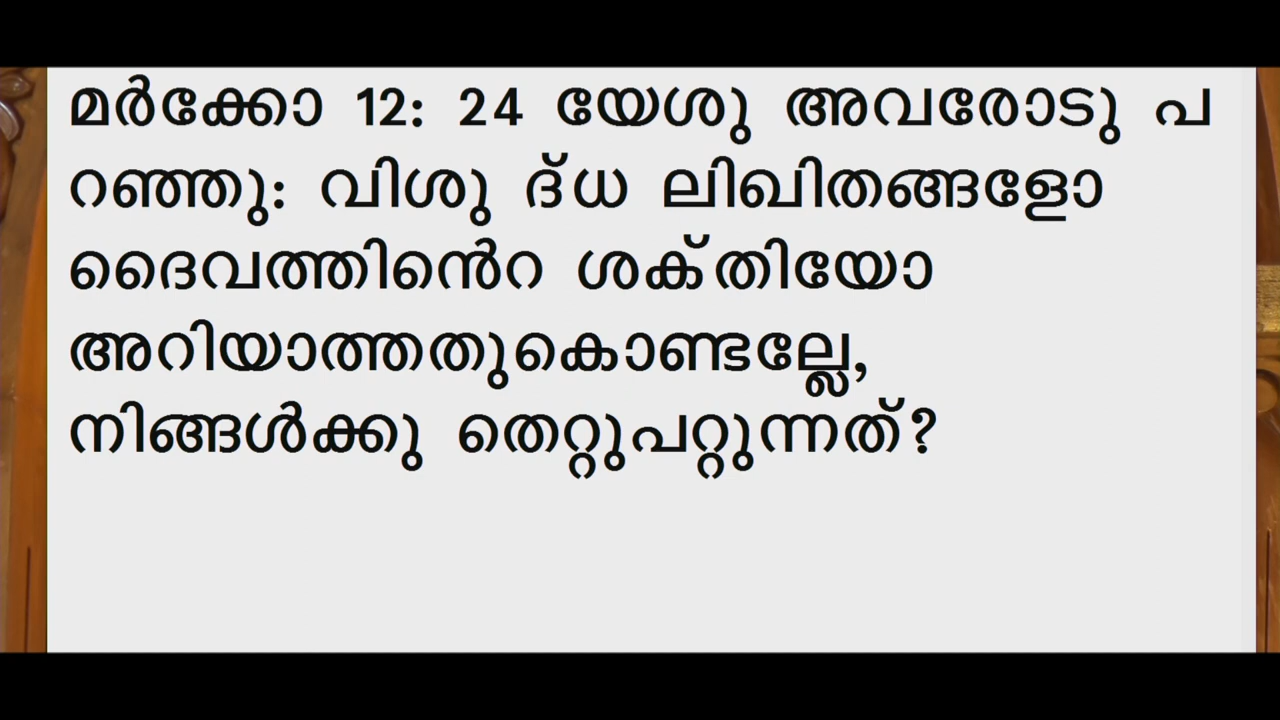 മർക്കോ 12: 24 യേശു അവരോടു പ
റഞ്ഞു: വിശു ദ്‌ധ ലിഖിതങ്ങളോ
ദൈവത്തിൻെറ ശക്‌തിയോ
അറിയാത്തതുകൊണ്ടല്ലേ,
നിങ്ങൾക്കു തെറ്റുപറ്റുന്നത്?